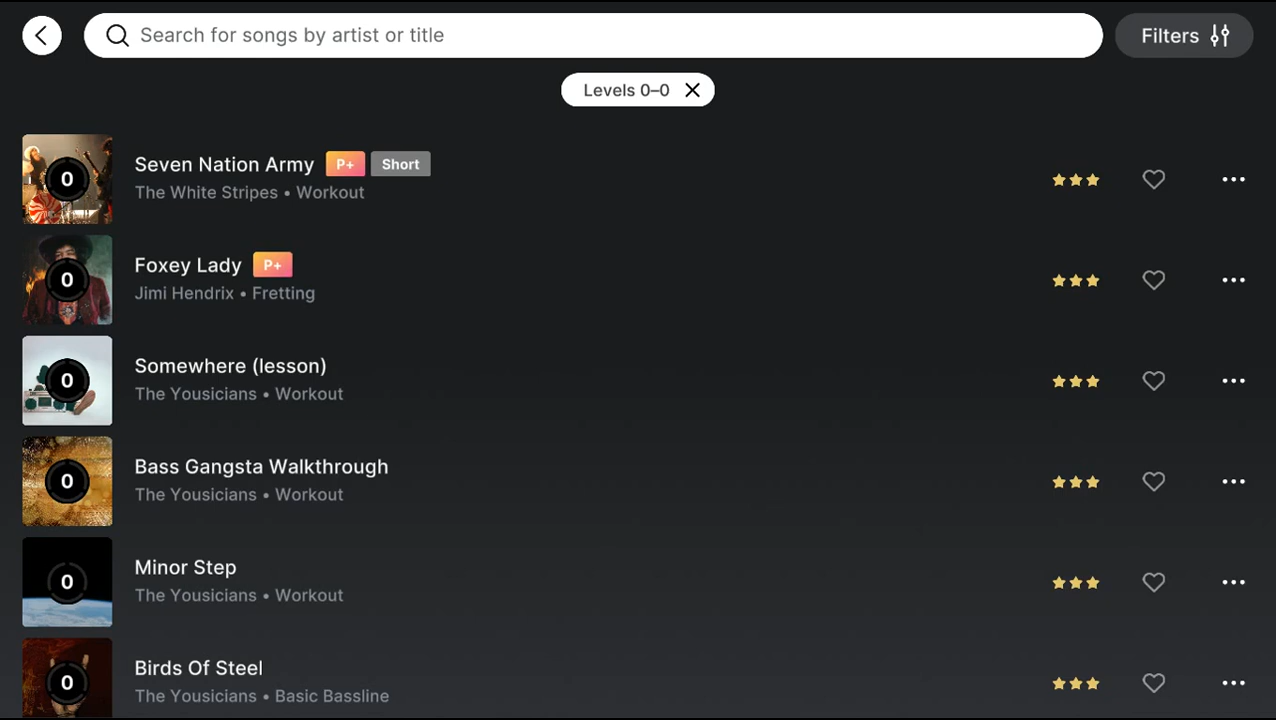 Search for songs by artist or title
Filters
Levels 0–0
0
Seven Nation Army P+ Short
The White Stripes • Workout
0
Foxey Lady P+
Jimi Hendrix • Fretting
0
Somewhere (lesson)
The Yousicians • Workout
0
Bass Gangsta Walkthrough
The Yousicians • Workout
0
Minor Step
The Yousicians • Workout
0
Birds Of Steel
The Yousicians • Basic Bassline